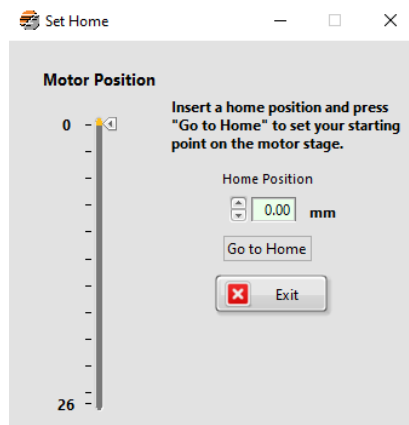 Set Home
Motor Position
0
26
Insert a home position and press
"Go to Home" to set your starting
point on the motor stage.
Home Position
0.00 mm
Go to Home
Exit